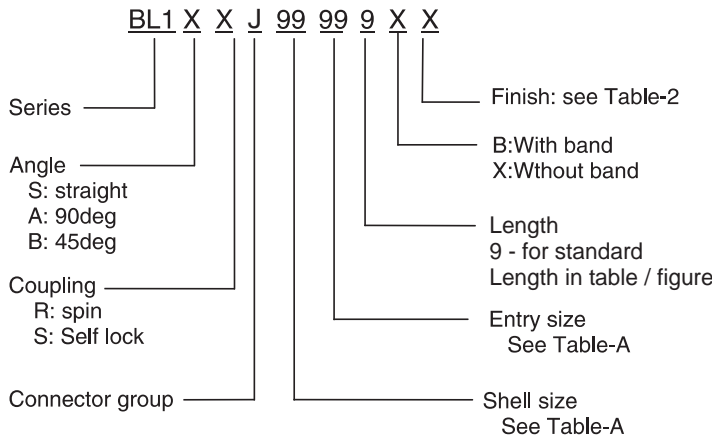 BL1 X X J 99 99 9 X X
Series
Angle
S: straight
A: 90deg
B: 45deg
Coupling
R: spin
S: Self lock
Connector group
Finish: see Table-2
B:With band
X:Wthout band
Length
9 - for standard
Length in table / figure
Entry size
See Table-A
Shell size
See Table-A